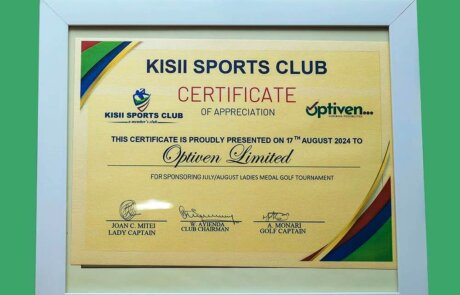 KISII SPORTS CLUB
CERTIFICATE
OF APPRECIATION
KISII SPORTS CLUB
a member's club
Optiven...
THIS CERTIFICATE IS PROUDLY PRESENTED ON 17TH AUGUST 2024 TO
Optiven Limited
FOR SPONSORING JULY/AUGUST LADIES MEDAL GOLF TOURNAMENT
JOAN C. MITEI
LADY CAPTAIN
W. AYIENDA
CLUB CHAIRMAN
A. MONARI
GOLF CAPTAIN